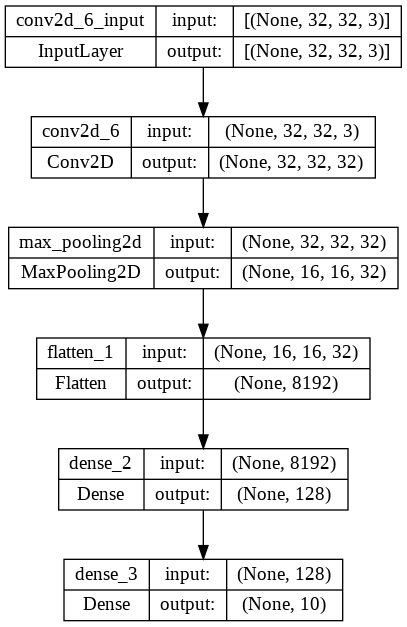 conv2d_6_input input: [(None, 32, 32, 3)]
InputLayer output: [(None, 32, 32, 3)]
conv2d_6 input: (None, 32, 32, 3)
Conv2D output: (None, 32, 32, 32)
max_pooling2d input: (None, 32, 32, 32)
MaxPooling2D output: (None, 16, 16, 32)
flatten_1 input: (None, 16, 16, 32)
Flatten output: (None, 8192)
dense_2 input: (None, 8192)
Dense output: (None, 128)
dense_3 input: (None, 128)
Dense output: (None, 10)